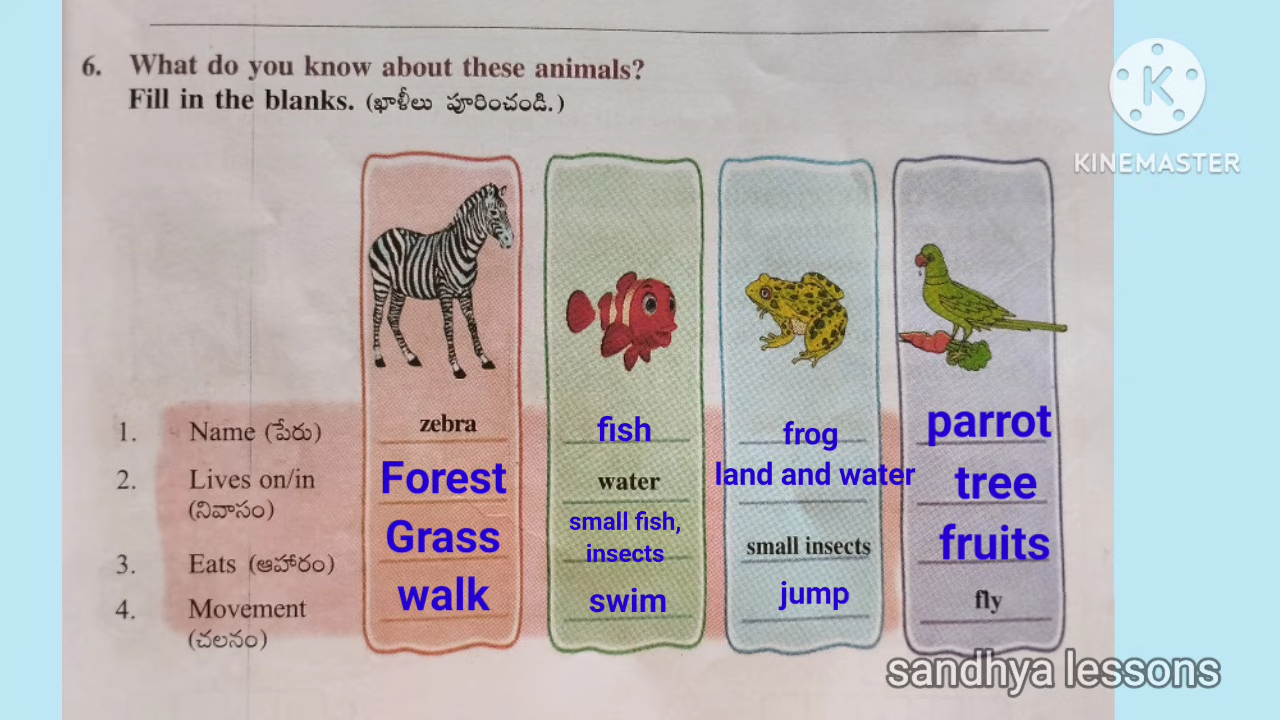 6. What do you know about these animals?
Fill in the blanks. (ఖాళీలు పూరించండి.)
KINEMASTER
1. Name (పేరు) zebra fish frog parrot
2. Lives on/in Forest water land and water tree
(నివాసం)
3. Eats (ఆహారం) Grass small fish, insects small insects fruits
4. Movement walk swim jump fly
(చలనం)
sandhya lessons